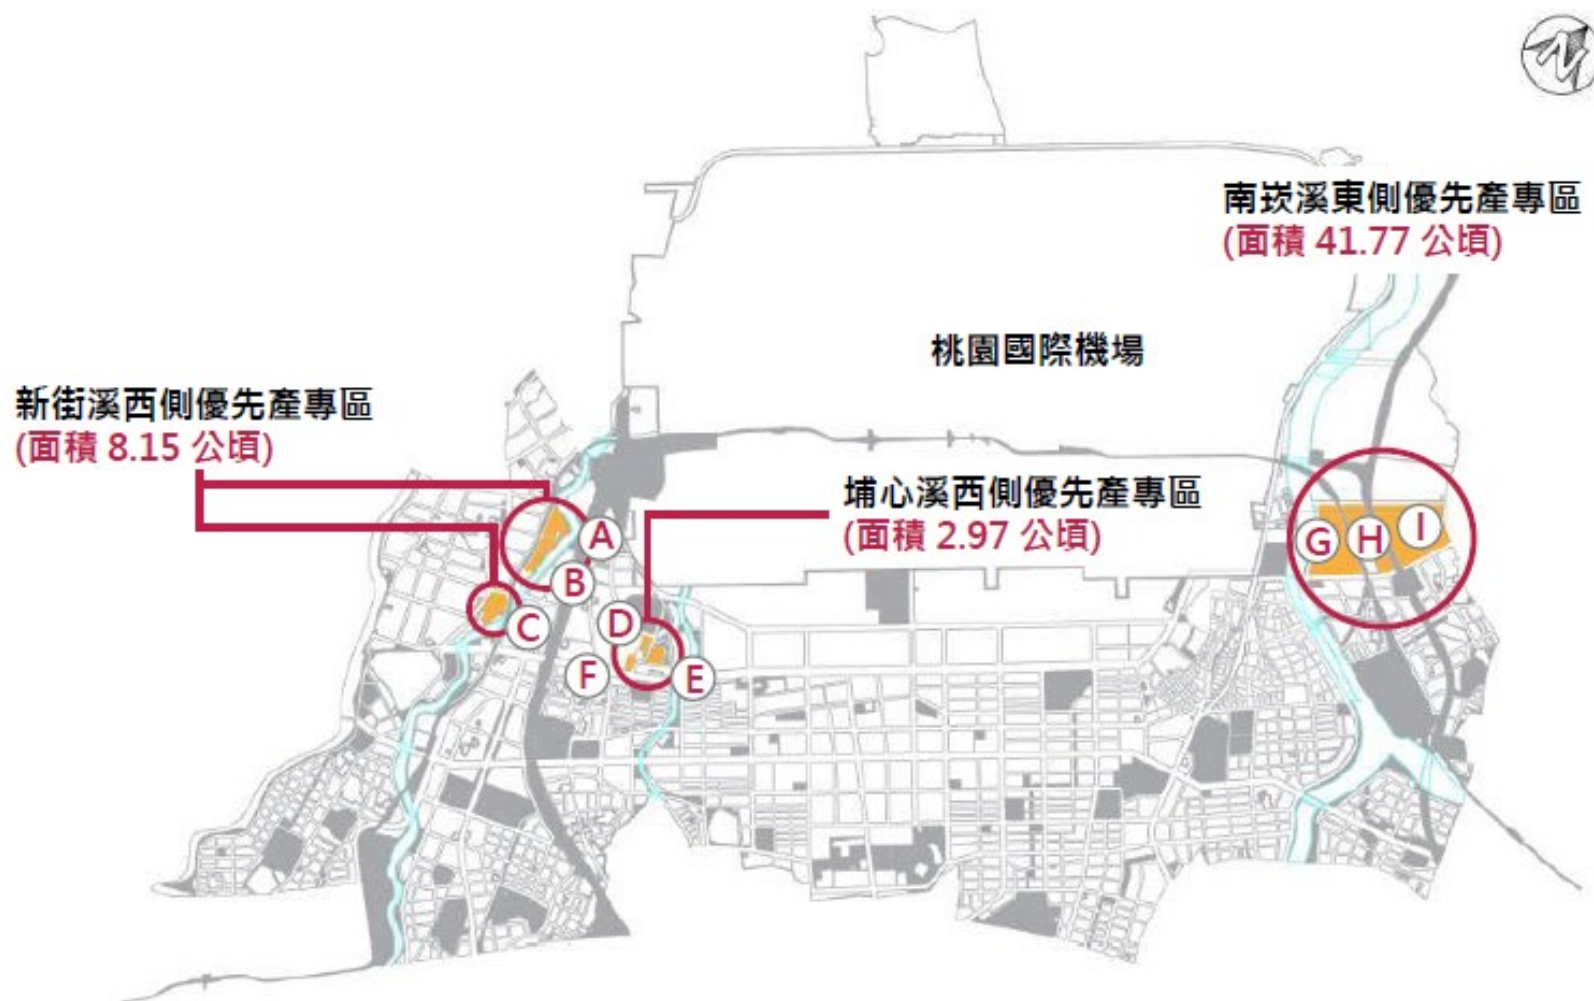 N
南崁溪東側優先產專區
(面積 41.77 公頃)
桃園國際機場
新街溪西側優先產專區
(面積 8.15 公頃)
埔心溪西側優先產專區
(面積 2.97 公頃)
A
B
C
D
E
F
G
H
I